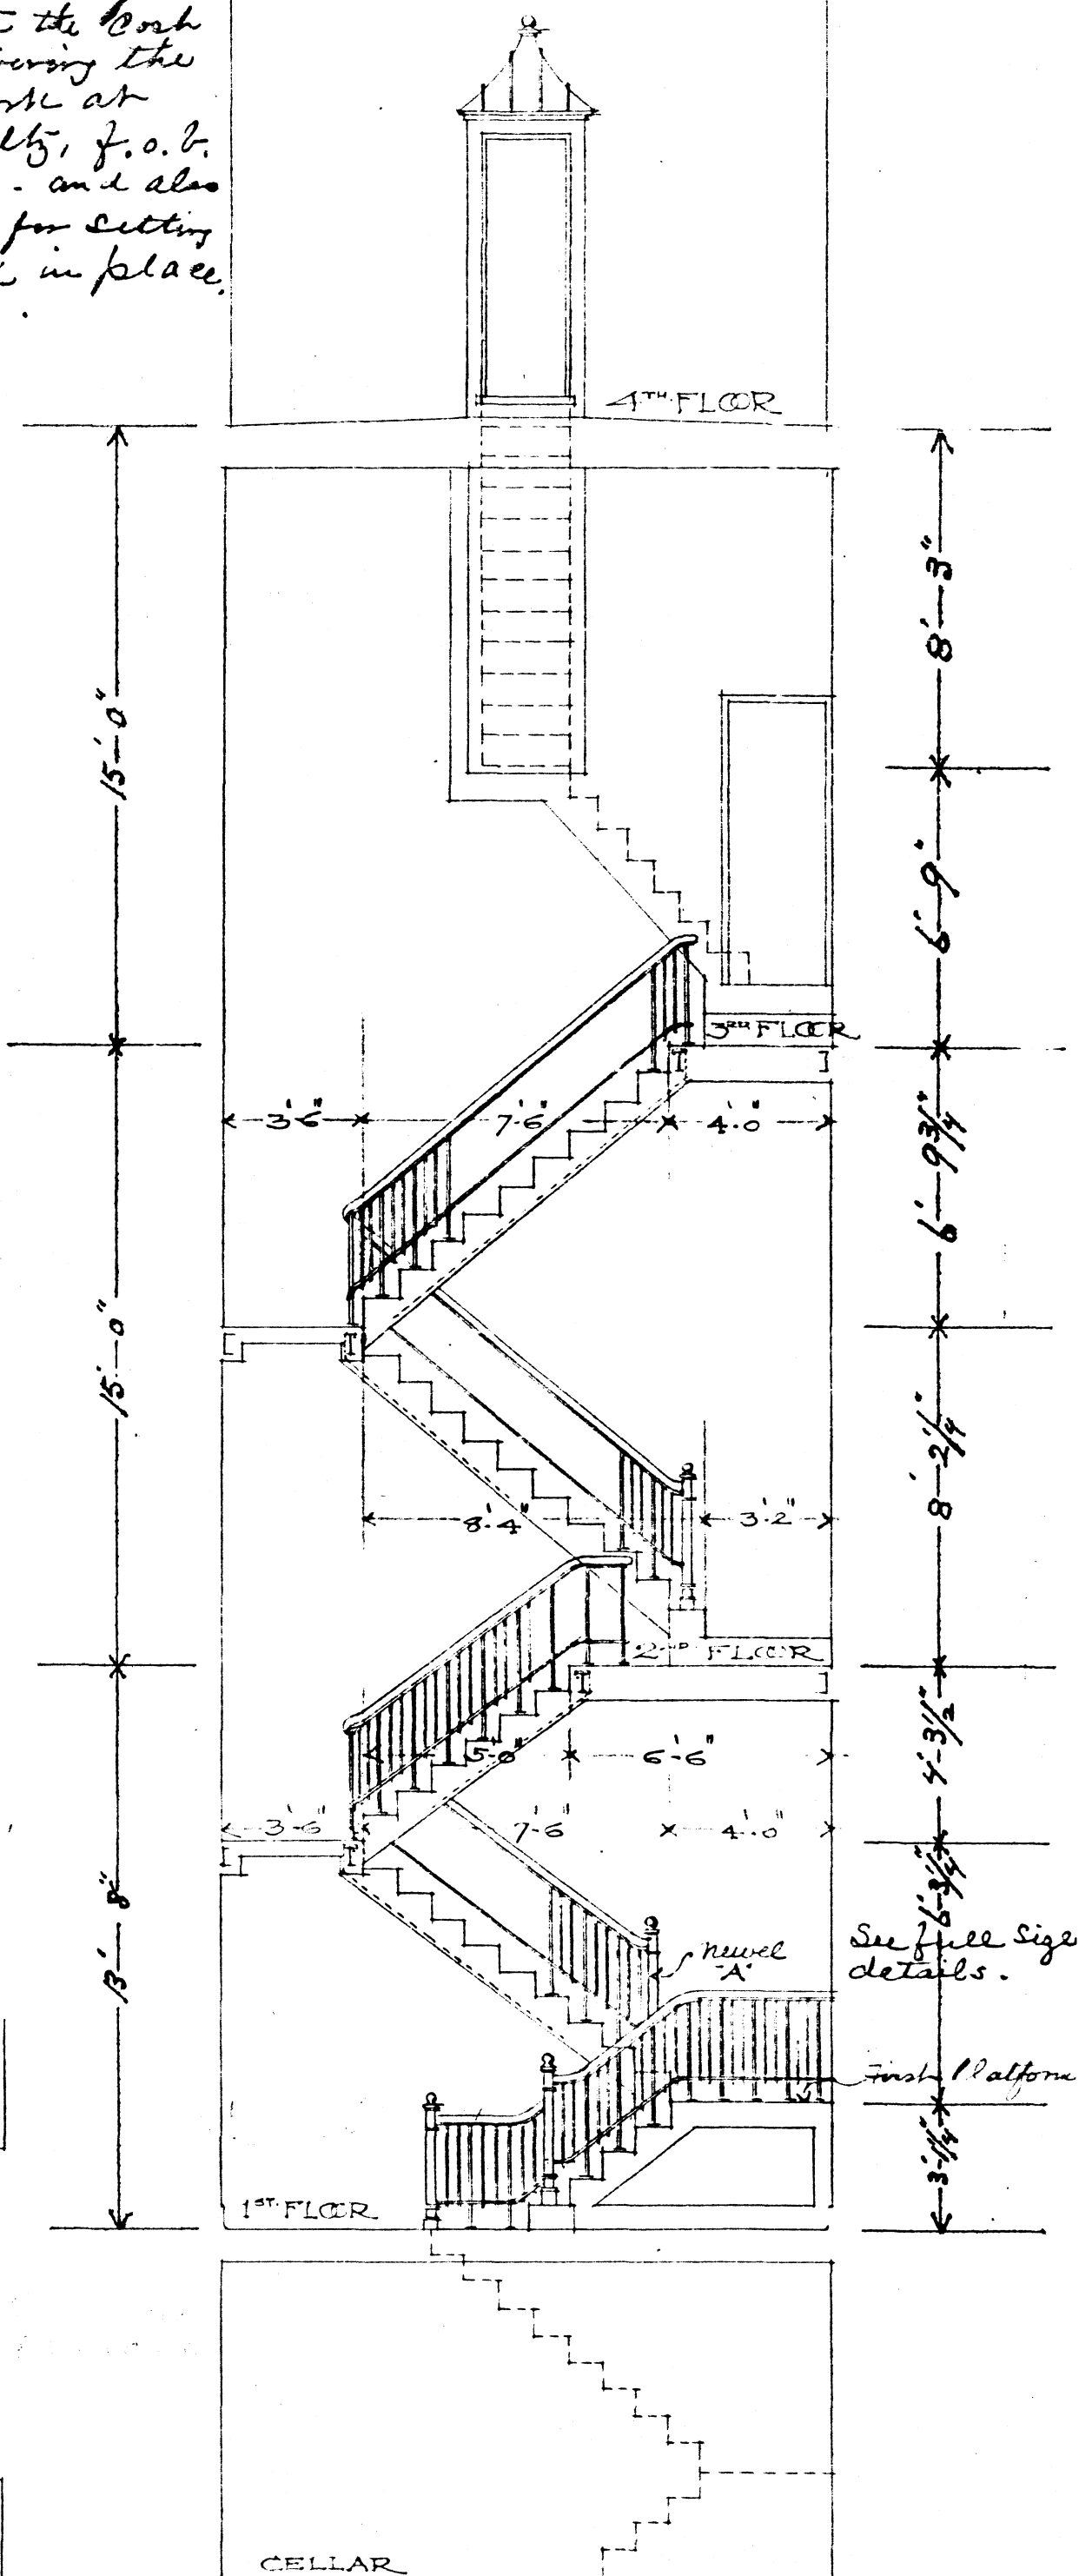 the Cost
the
at
f.o.b.
. and also
for setting
in place.
4TH FLOOR
15'-0"
8'-3"
6'-9"
3RD FLOOR
3'-6" 7'-6" 4'-0"
6'-9 3/4"
15'-0"
8'-2 1/4"
8'-4" 3'-2"
2ND FLOOR
4'-3 1/2"
5'-0" 6'-6"
3'-6" 7'-6" 4'-0"
13'-8"
newel
"A"
See full size
details.
First Platform
3'-1 1/4"
1ST FLOOR
CELLAR